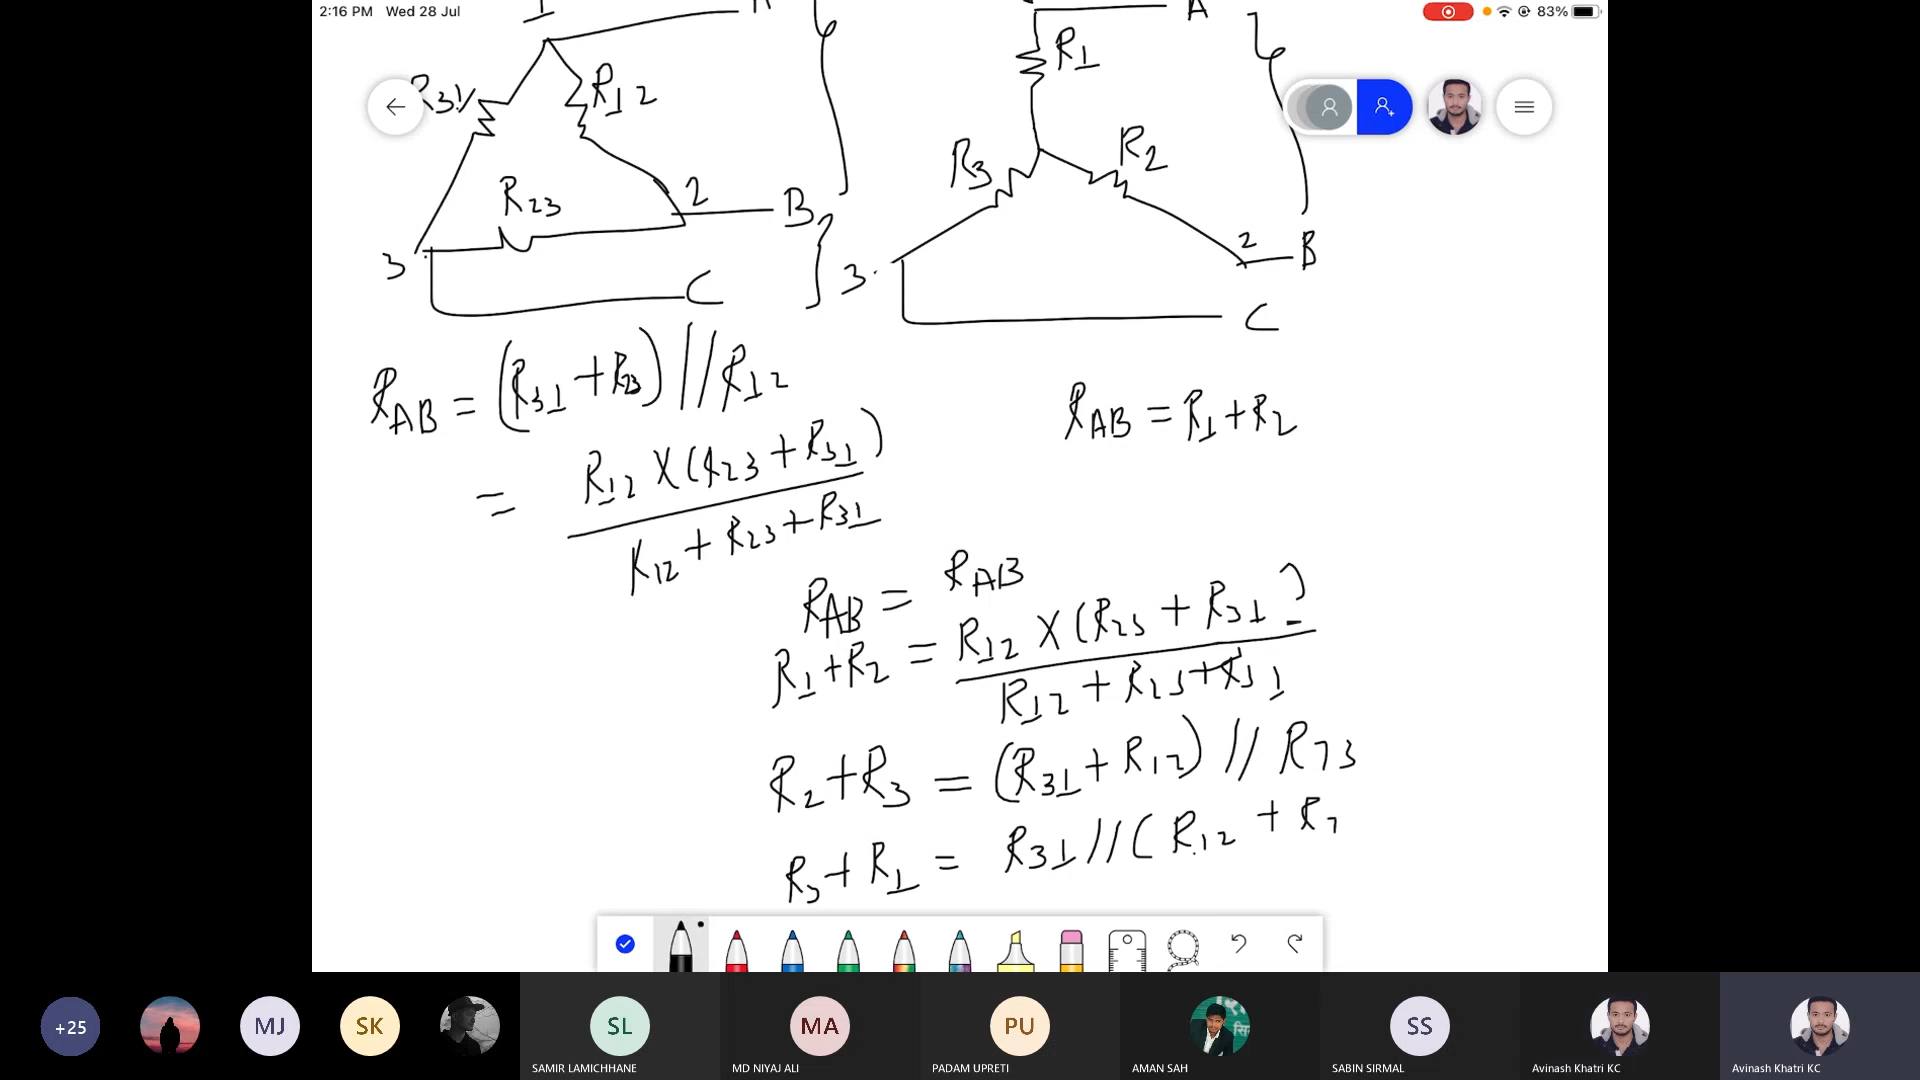 2:16 PM Wed 28 Jul
83%
1
A
A
R31
R12
R1
R23
2
B
R3
R2
3
C
3
2
B
C
RAB = (R31 + R23) // R12
RAB = R1 + R2
= R12 X (R23 + R31)
R12 + R23 + R31
RAB = RAB
R1 + R2 = R12 X (R23 + R31)
R12 + R23 + R31
R2 + R3 = (R31 + R12) // R23
R3 + R1 = R31 // (R12 + R2
+25
MJ
SK
SL
MA
PU
SS
SAMIR LAMICHHANE
MD NIYAJ ALI
PADAM UPRETI
AMAN SAH
SABIN SIRMAL
Avinash Khatri KC
Avinash Khatri KC